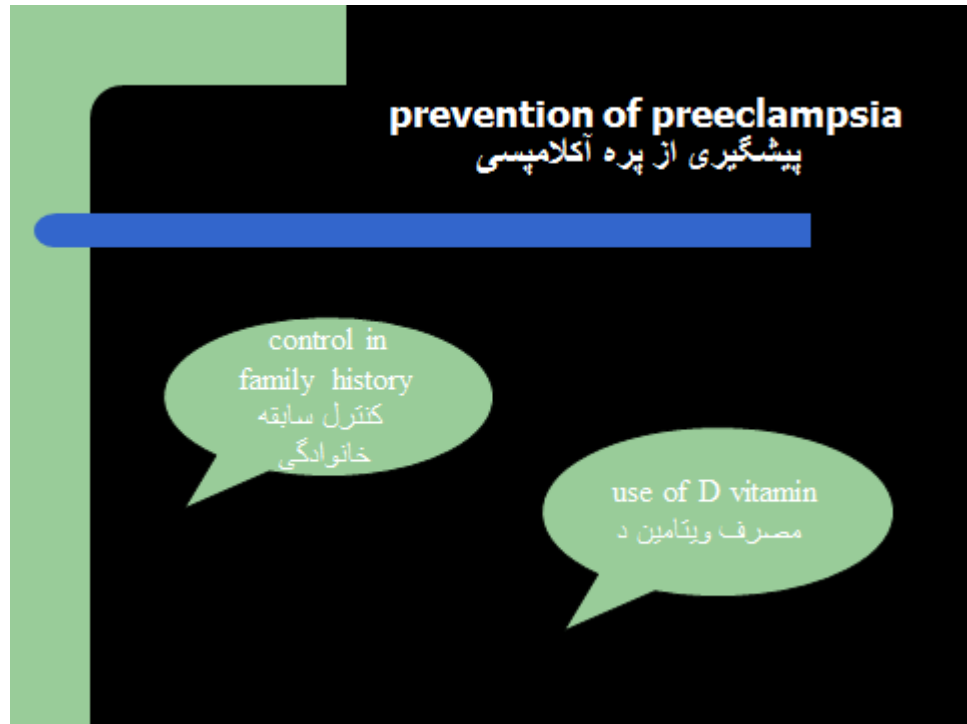 prevention of preeclampsia
پیشگیری از پره آکلامپسی
control in
family history
کنترل سابقه
خانوادگی
use of D vitamin
مصرف ویتامین د